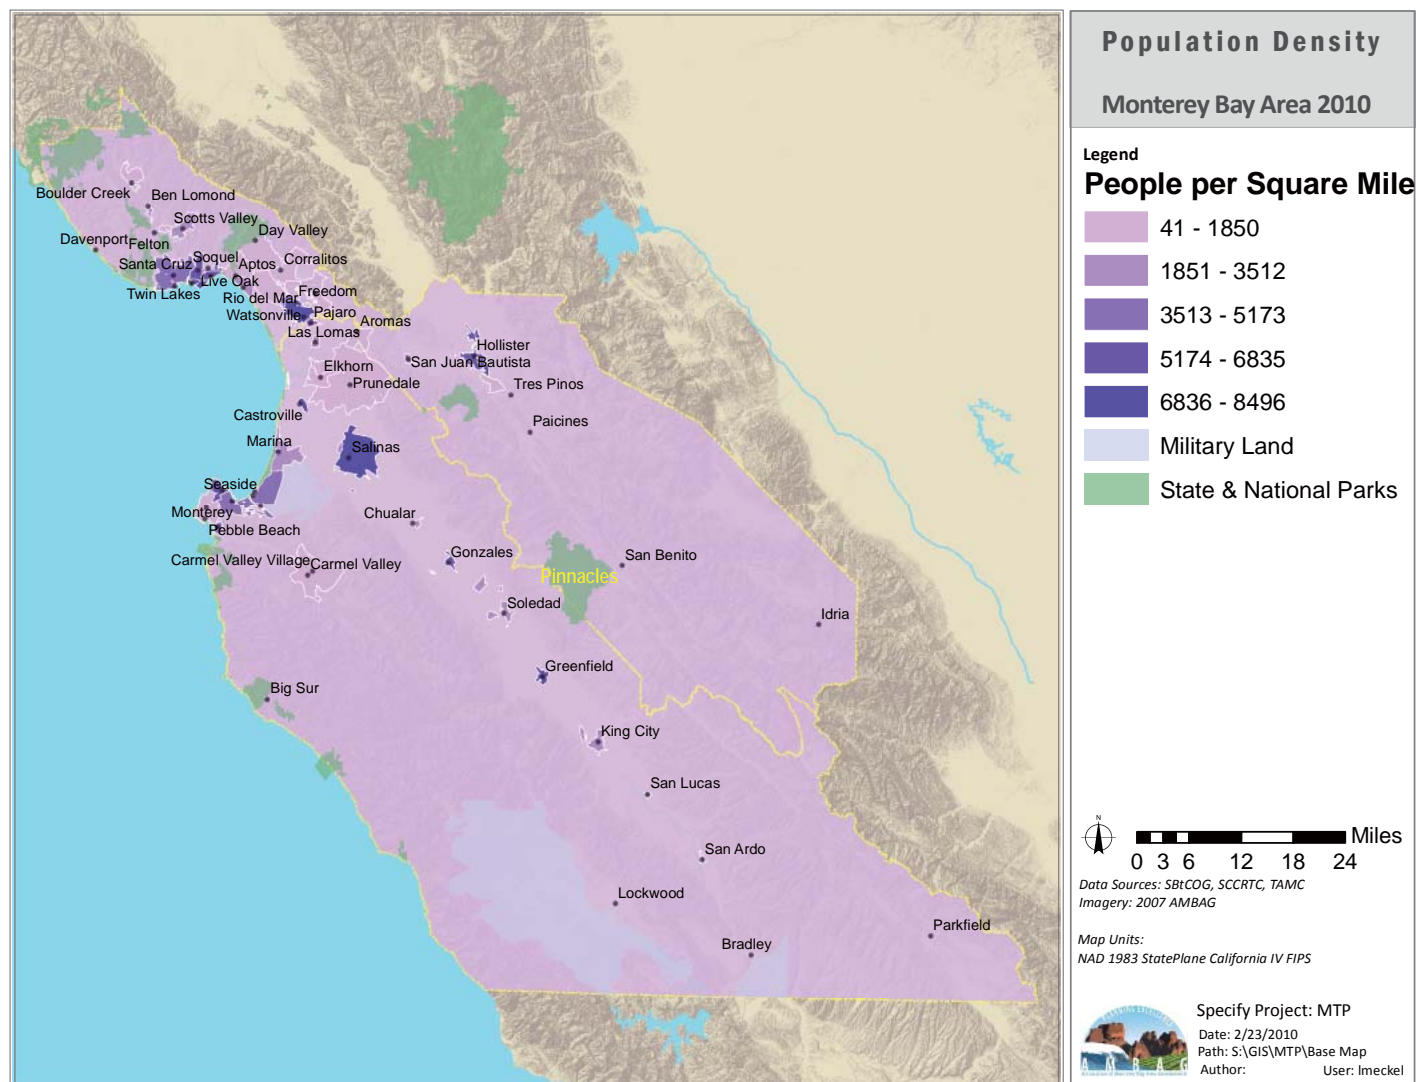 Population Density
Monterey Bay Area 2010
Legend
People per Square Mile
41 - 1850
1851 - 3512
3513 - 5173
5174 - 6835
6836 - 8496
Military Land
State & National Parks
Boulder Creek
Ben Lomond
Scotts Valley
Day Valley
Davenport
Felton
Santa Cruz
Soquel
Aptos
Corralitos
Live Oak
Twin Lakes
Rio del Mar
Freedom
Watsonville
Pajaro
Aromas
Las Lomas
Hollister
San Juan Bautista
Elkhorn
Prunedale
Tres Pinos
Castroville
Paicines
Marina
Salinas
Seaside
Monterey
Chualar
Pebble Beach
Carmel Valley Village
Carmel Valley
Gonzales
San Benito
Pinnacles
Soledad
Idria
Greenfield
Big Sur
King City
San Lucas
San Ardo
Lockwood
Parkfield
Bradley
N
Miles
0 3 6 12 18 24
Data Sources: SBtCOG, SCCRTC, TAMC
Imagery: 2007 AMBAG
Map Units:
NAD 1983 StatePlane California IV FIPS
AMBAG
Specify Project: MTP
Date: 2/23/2010
Path: S:\GIS\MTP\Base Map
Author: User: lmeckel